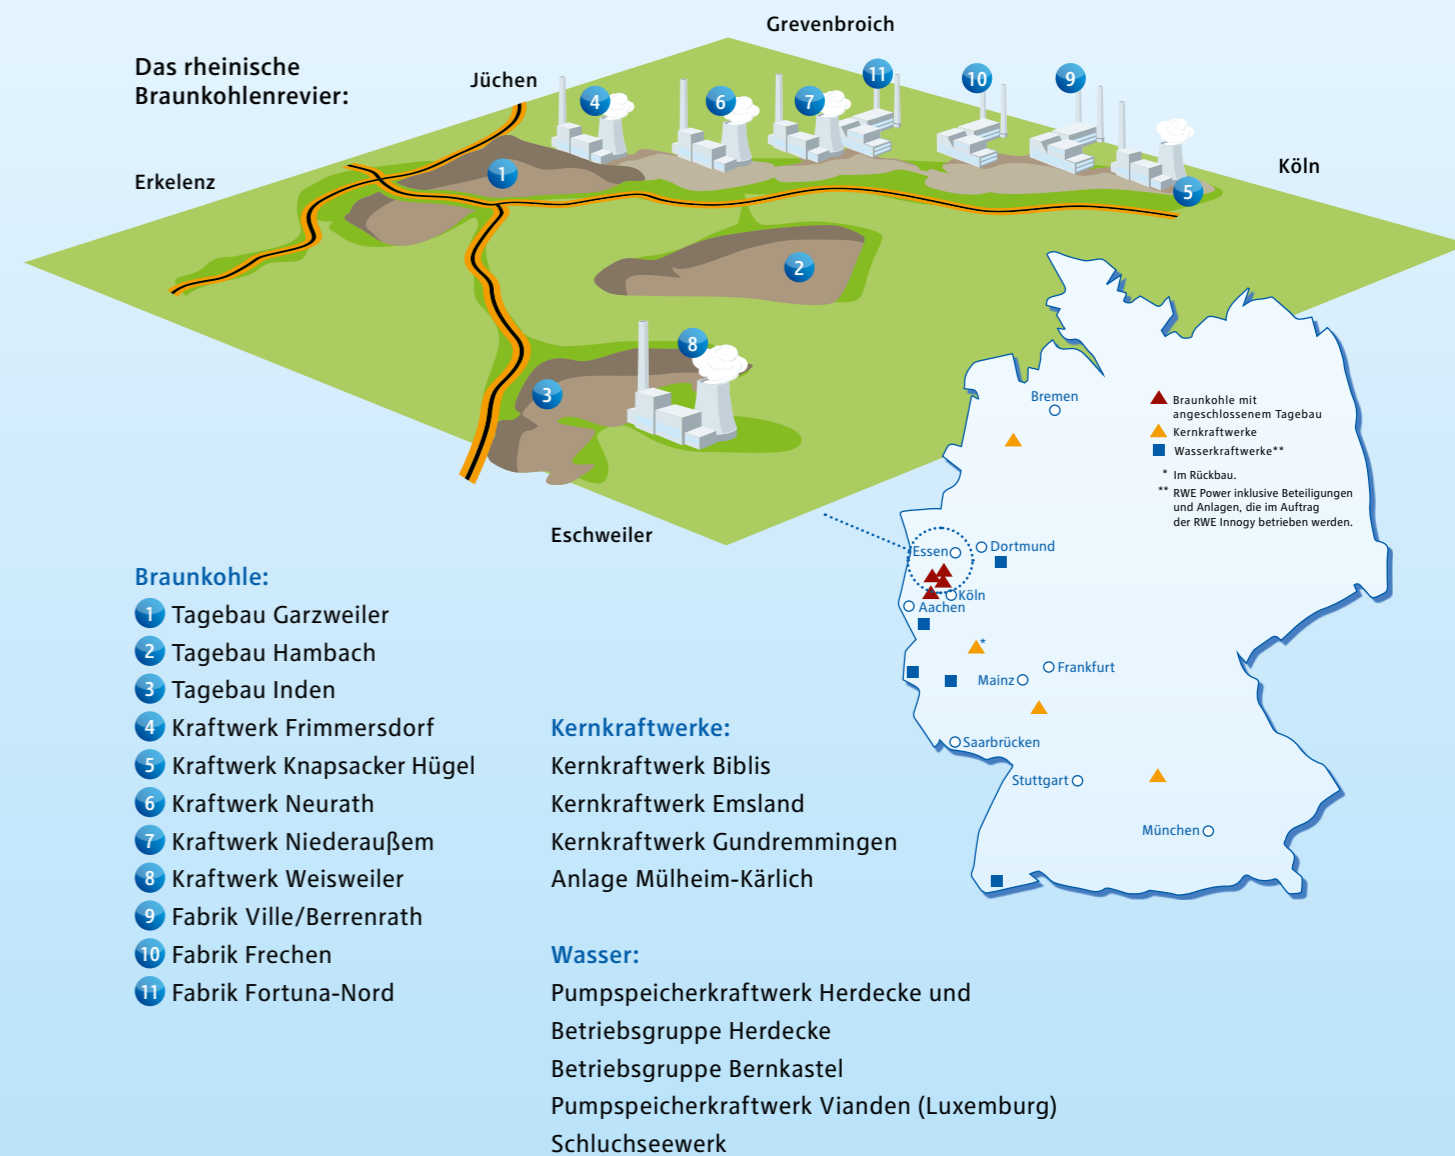 Das rheinische
Braunkohlenrevier:
Grevenbroich
Jüchen
Erkelenz
Köln
Eschweiler
4
6
7
11
10
9
1
5
2
8
3
Braunkohle:
1 Tagebau Garzweiler
2 Tagebau Hambach
3 Tagebau Inden
4 Kraftwerk Frimmersdorf
5 Kraftwerk Knapsacker Hügel
6 Kraftwerk Neurath
7 Kraftwerk Niederaußem
8 Kraftwerk Weisweiler
9 Fabrik Ville/Berrenrath
10 Fabrik Frechen
11 Fabrik Fortuna-Nord
Kernkraftwerke:
Kernkraftwerk Biblis
Kernkraftwerk Emsland
Kernkraftwerk Gundremmingen
Anlage Mülheim-Kärlich
Wasser:
Pumpspeicherkraftwerk Herdecke und
Betriebsgruppe Herdecke
Betriebsgruppe Bernkastel
Pumpspeicherkraftwerk Vianden (Luxemburg)
Schluchseewerk
Braunkohle mit
angeschlossenem Tagebau
Kernkraftwerke
Wasserkraftwerke**
* Im Rückbau.
** RWE Power inklusive Beteiligungen
und Anlagen, die im Auftrag
der RWE Innogy betrieben werden.
Bremen
Essen
Dortmund
Köln
Aachen
*
Frankfurt
Mainz
Saarbrücken
Stuttgart
München